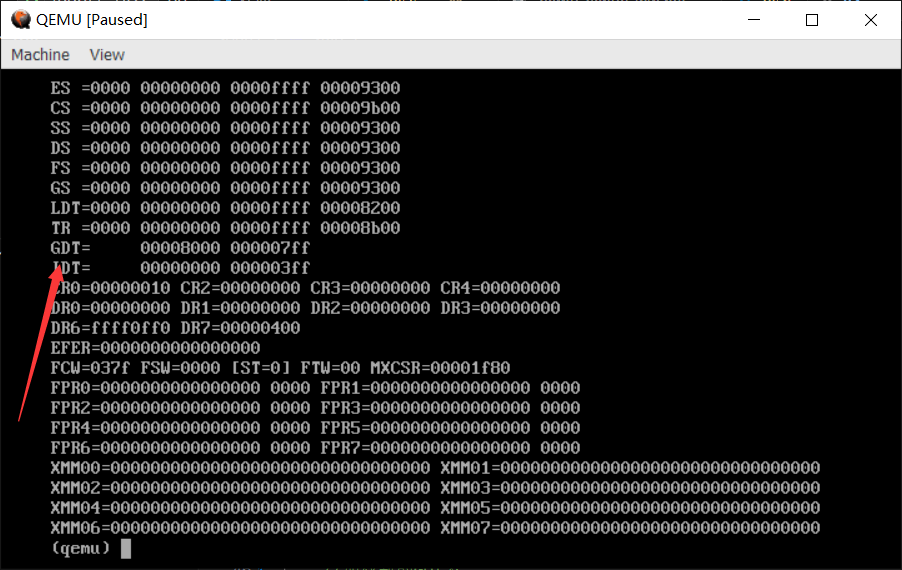 QEMU [Paused]
Machine View
ES =0000 00000000 0000ffff 00009300
CS =0000 00000000 0000ffff 00009b00
SS =0000 00000000 0000ffff 00009300
DS =0000 00000000 0000ffff 00009300
FS =0000 00000000 0000ffff 00009300
GS =0000 00000000 0000ffff 00009300
LDT=0000 00000000 0000ffff 00008200
TR =0000 00000000 0000ffff 00008b00
GDT=     00008000 000007ff
IDT=     00000000 000003ff
CR0=00000010 CR2=00000000 CR3=00000000 CR4=00000000
DR0=00000000 DR1=00000000 DR2=00000000 DR3=00000000
DR6=ffff0ff0 DR7=00000400
EFER=0000000000000000
FCW=037f FSW=0000 [ST=0] FTW=00 MXCSR=00001f80
FPR0=0000000000000000 0000 FPR1=0000000000000000 0000
FPR2=0000000000000000 0000 FPR3=0000000000000000 0000
FPR4=0000000000000000 0000 FPR5=0000000000000000 0000
FPR6=0000000000000000 0000 FPR7=0000000000000000 0000
XMM00=00000000000000000000000000000000 XMM01=00000000000000000000000000000000
XMM02=00000000000000000000000000000000 XMM03=00000000000000000000000000000000
XMM04=00000000000000000000000000000000 XMM05=00000000000000000000000000000000
XMM06=00000000000000000000000000000000 XMM07=00000000000000000000000000000000
(qemu)